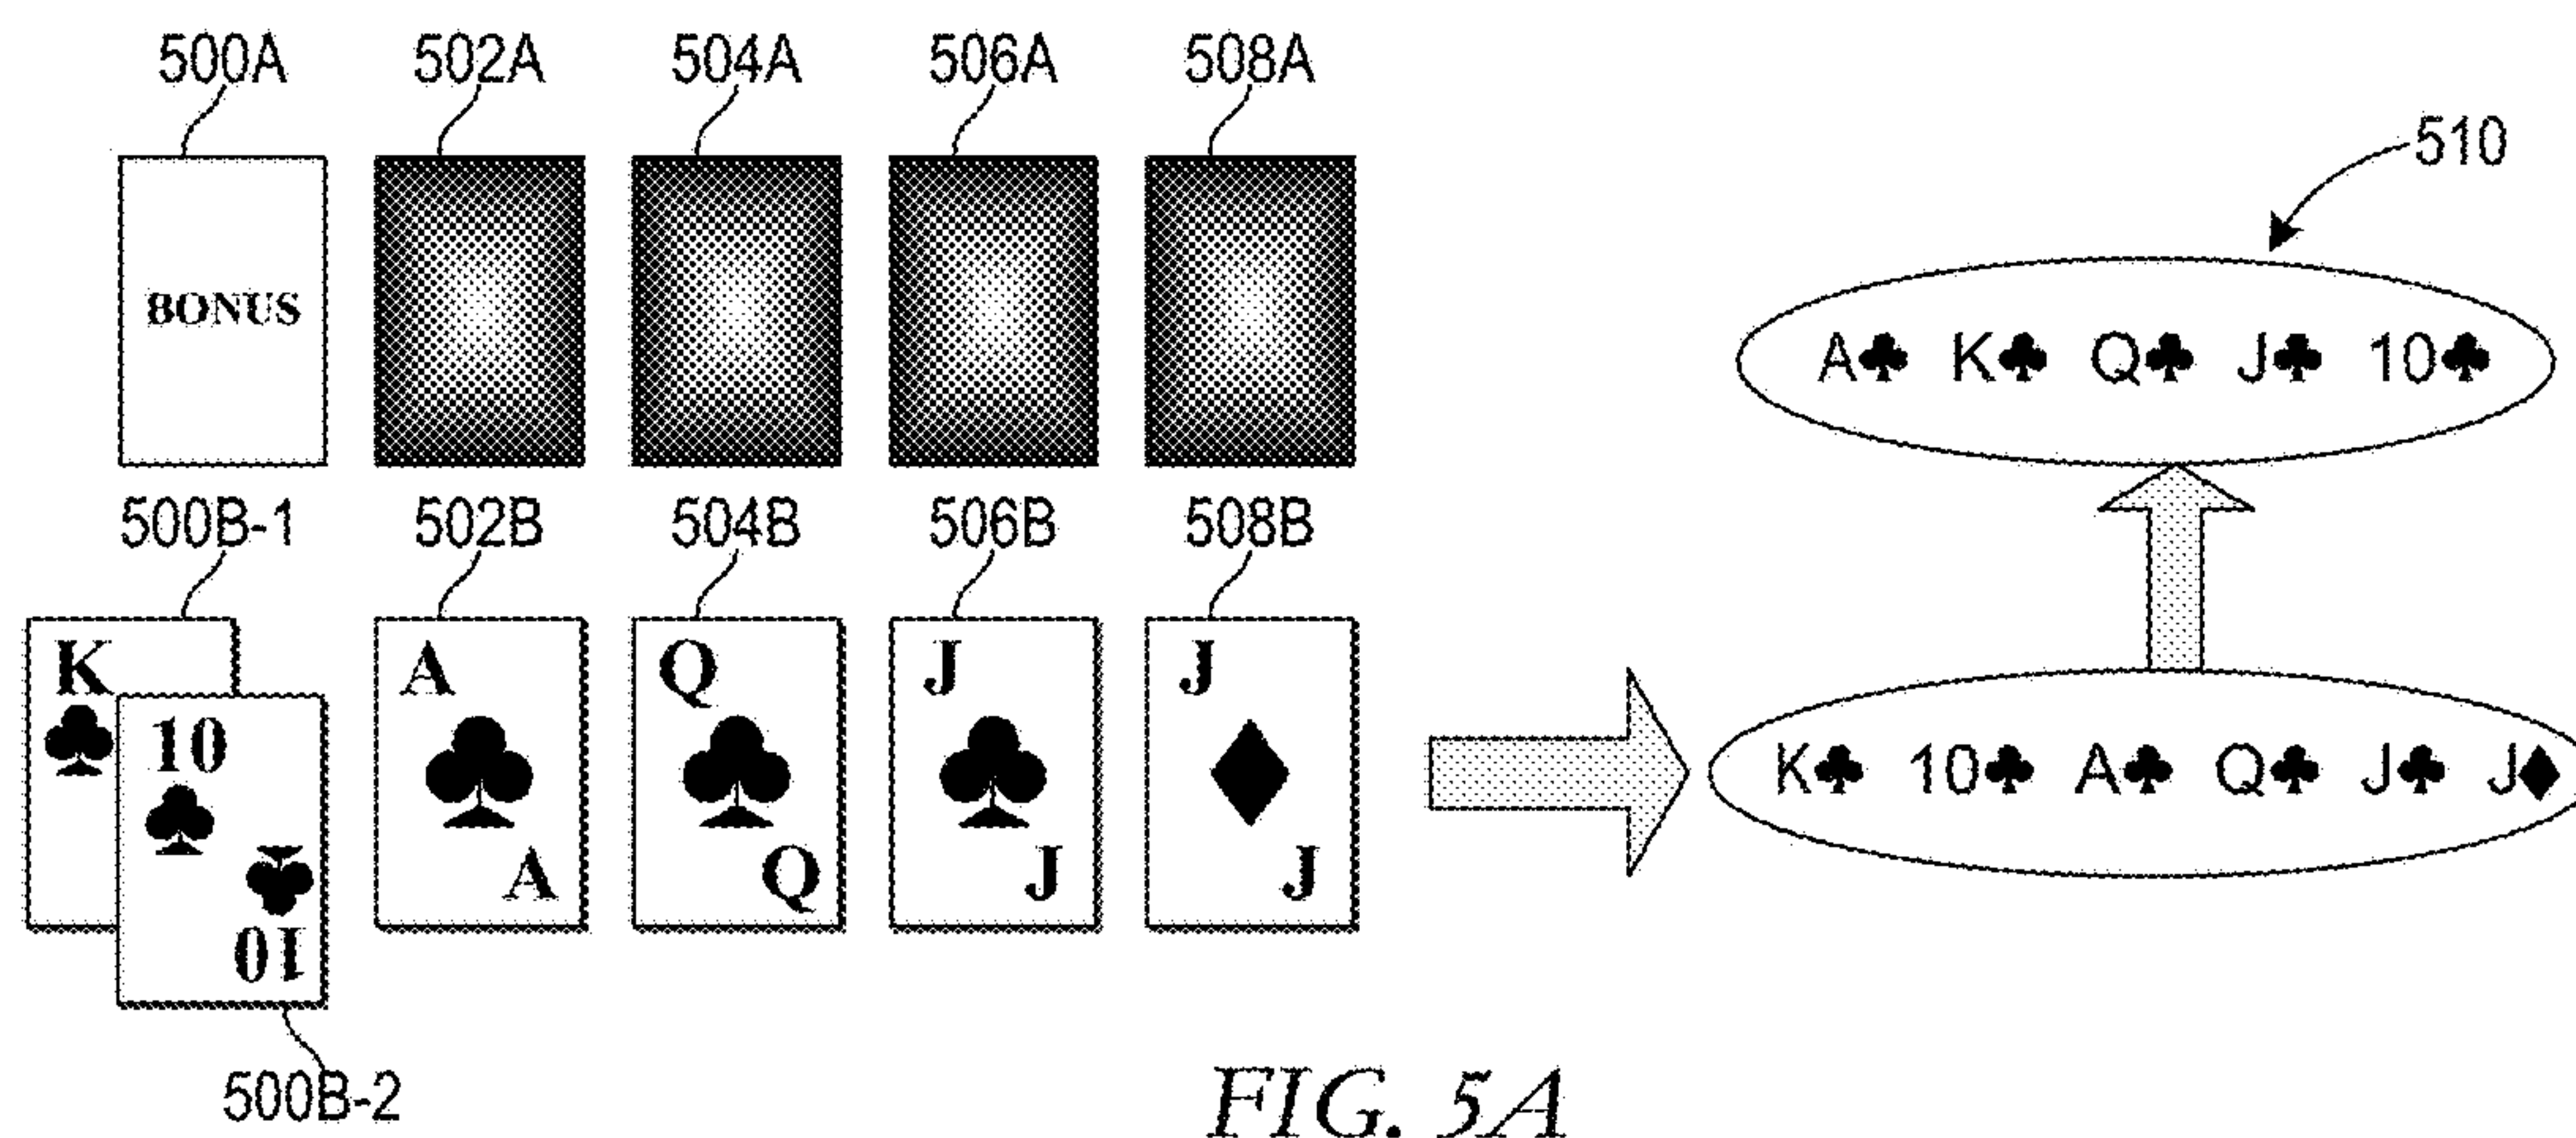 500A 502A 504A 506A 508A
510
BONUS
A♣ K♣ Q♣ J♣ 10♣
500B-1 502B 504B 506B 508B
K♣ 10♣ A♣ Q♣ J♣ J♦
K A Q J J
10
A Q J J
10
500B-2
FIG. 5A